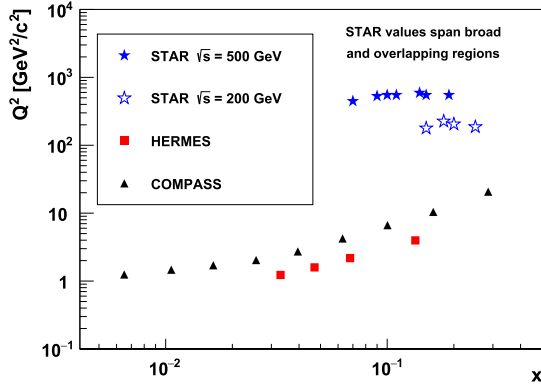 Q² [GeV²/c²]
10²
STAR values span broad
and overlapping regions
STAR √s = 500 GeV
10³
STAR √s = 200 GeV
10²
HERMES
COMPASS
10
1
10⁻¹
10⁻²
10⁻¹
x